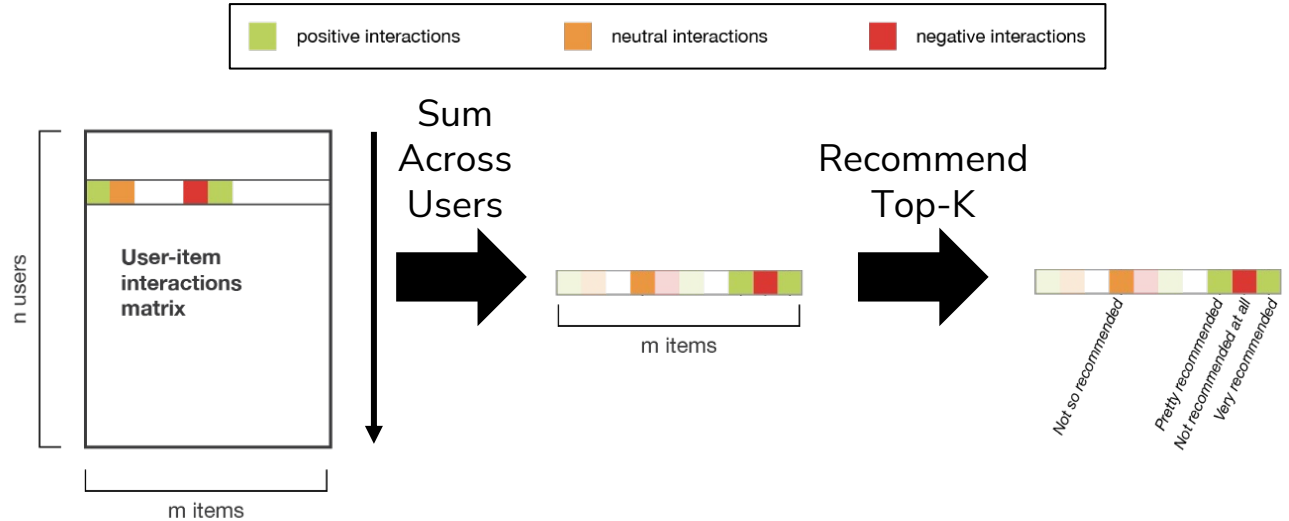 positive interactions
neutral interactions
negative interactions
Sum
Across
Users
Recommend
Top-K
n users
User-item
interactions
matrix
m items
m items
Not so recommended
Pretty recommended
Not recommended at all
Very recommended